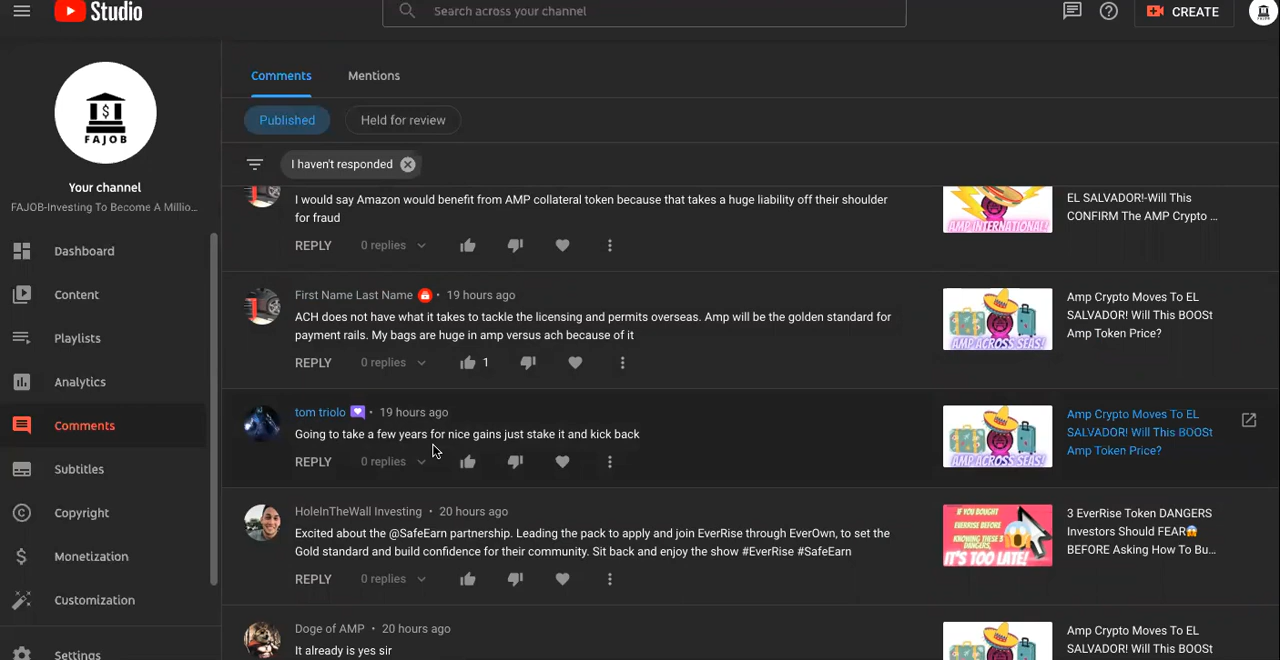 Studio
Search across your channel
CREATE
FAJOB
Your channel
FAJOB-Investing To Become A Millio...
Dashboard
Content
Playlists
Analytics
Comments
Subtitles
Copyright
Monetization
Customization
Settings
Comments Mentions
Published Held for review
I haven't responded
I would say Amazon would benefit from AMP collateral token because that takes a huge liability off their shoulder
for fraud
REPLY 0 replies
AMP INTERNATIONAL!
EL SALVADOR!-Will This
CONFIRM The AMP Crypto ...
First Name Last Name • 19 hours ago
ACH does not have what it takes to tackle the licensing and permits overseas. Amp will be the golden standard for
payment rails. My bags are huge in amp versus ach because of it
REPLY 0 replies 1
AMP ACROSS SEAS!
Amp Crypto Moves To EL
SALVADOR! Will This BOOSt
Amp Token Price?
tom triolo • 19 hours ago
Going to take a few years for nice gains just stake it and kick back
REPLY 0 replies
AMP ACROSS SEAS!
Amp Crypto Moves To EL
SALVADOR! Will This BOOSt
Amp Token Price?
HoleInTheWall Investing • 20 hours ago
Excited about the @SafeEarn partnership. Leading the pack to apply and join EverRise through EverOwn, to set the
Gold standard and build confidence for their community. Sit back and enjoy the show #EverRise #SafeEarn
REPLY 0 replies
IF YOU BOUGHT
EVERRISE BEFORE
KNOWING THESE 3
DANGERS,
IT'S TOO LATE!
3 EverRise Token DANGERS
Investors Should FEAR😱
BEFORE Asking How To Bu...
Doge of AMP • 20 hours ago
It already is yes sir
Amp Crypto Moves To EL
SALVADOR! Will This BOOSt